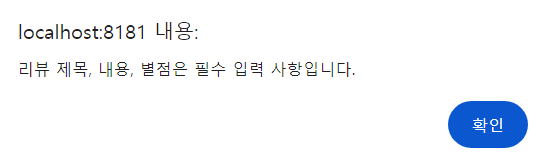 localhost:8181 내용:
리뷰 제목, 내용, 별점은 필수 입력 사항입니다.
확인